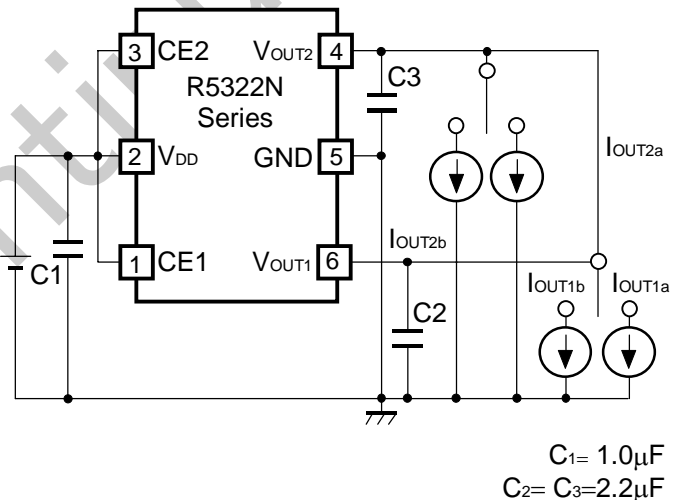 3 CE2 VOUT2 4
C3
R5322N
Series
IOUT2a
2 VDD GND 5
IOUT2b
C1 1 CE1 VOUT1 6
IOUT1b IOUT1a
C2
C1= 1.0µF
C2= C3=2.2µF